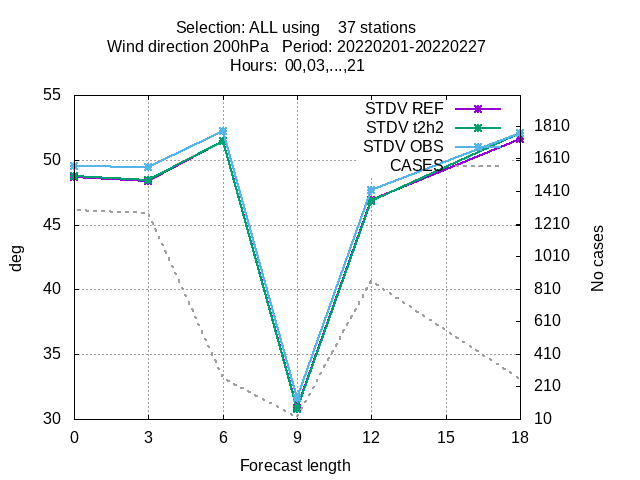 Selection: ALL using    37 stations
Wind direction 200hPa   Period: 20220201-20220227
Hours:  00,03,...,21
STDV REF
STDV t2h2
STDV OBS
CASES
55
50
45
40
35
30
deg
1810
1610
1410
1210
1010
810
610
410
210
10
No cases
0 3 6 9 12 15 18
Forecast length